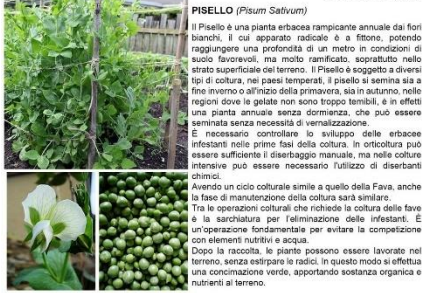 PISELLO (Pisum Sativum)
Il Pisello è una pianta erbacea rampicante annuale dai fiori
bianchi, il cui apparato radicale è a fittone, potendo
raggiungere una profondità di un metro in condizioni di
suolo favorevoli, ma molto ramificato, soprattutto nello
strato superficiale del terreno. Il Pisello è soggetto a diversi
tipi di coltura, nei paesi temperati, il pisello si semina sia a
fine inverno o all'inizio della primavera, sia in autunno, nelle
regioni dove le gelate non sono troppo temibili, è in effetti
una pianta annuale senza dormienza, che può essere
seminata senza necessità di vernalizzazione.
È necessario controllare lo sviluppo delle erbacee
infestanti nelle prime fasi della coltura. In orticoltura può
essere sufficiente il diserbaggio manuale, ma nelle colture
intensive può essere necessario l'utilizzo di diserbanti
chimici.
Avendo un ciclo colturale simile a quello della Fava, anche
la fase di manutenzione della coltura sarà similare.
Tra le operazioni colturali che richiede la coltura delle fave
è la sarchiatura per l'eliminazione delle infestanti. È
un'operazione fondamentale per evitare la competizione
con elementi nutritivi e acqua.
Dopo la raccolta, le piante possono essere lavorate nel
terreno, senza estirpare le radici. In questo modo si effettua
una concimazione verde, apportando sostanza organica e
nutrienti al terreno.